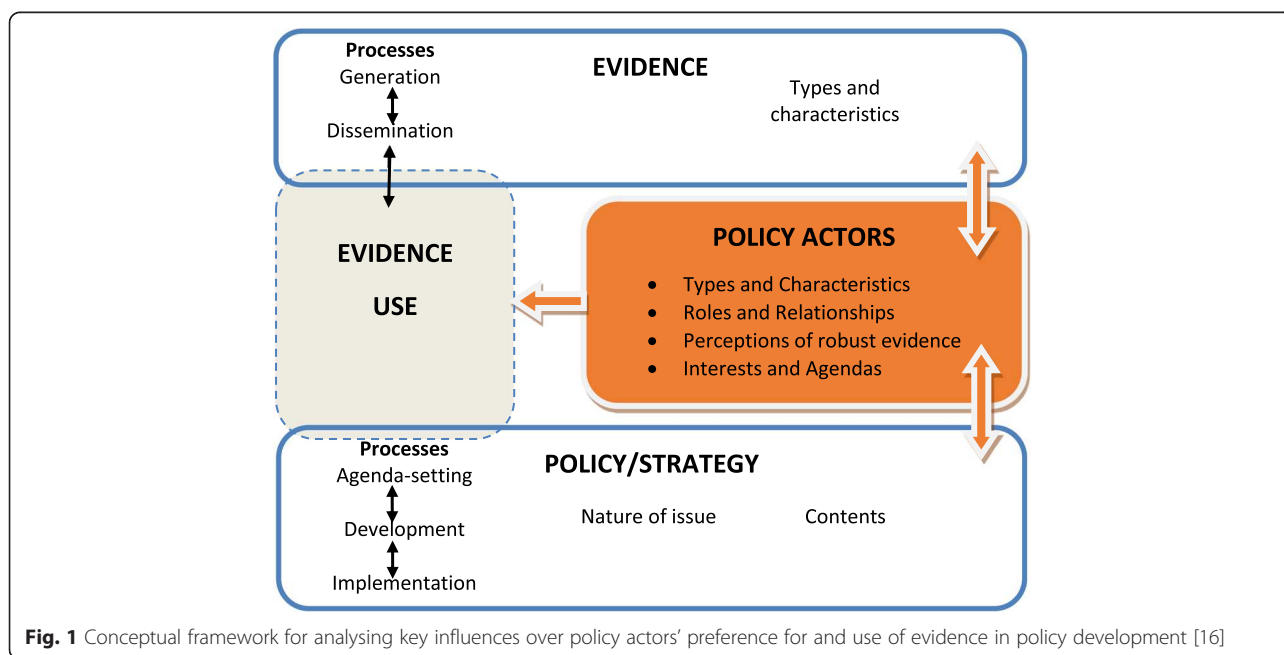 Processes
Generation
Dissemination
EVIDENCE
Types and
characteristics
EVIDENCE
USE
POLICY ACTORS
• Types and Characteristics
• Roles and Relationships
• Perceptions of robust evidence
• Interests and Agendas
Processes
Agenda-setting
Development
Implementation
POLICY/STRATEGY
Nature of issue
Contents
Fig. 1 Conceptual framework for analysing key influences over policy actors’ preference for and use of evidence in policy development [16]